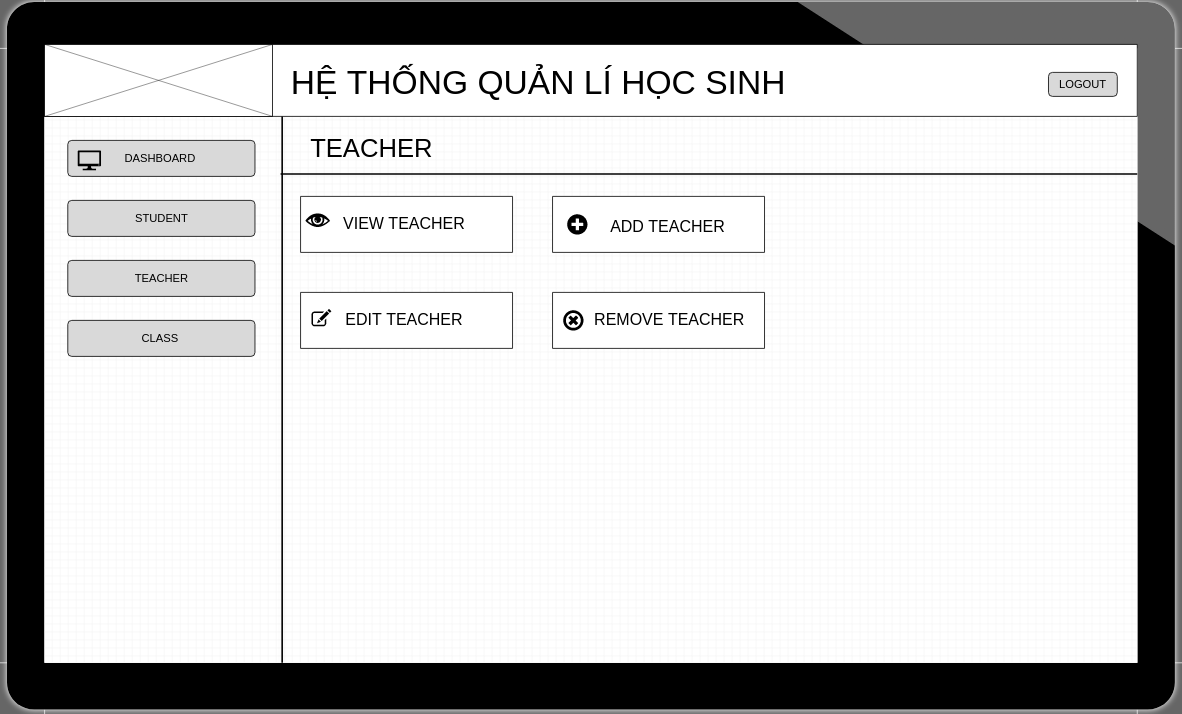 HỆ THỐNG QUẢN LÍ HỌC SINH
LOGOUT
DASHBOARD
STUDENT
TEACHER
CLASS
TEACHER
VIEW TEACHER
ADD TEACHER
EDIT TEACHER
REMOVE TEACHER